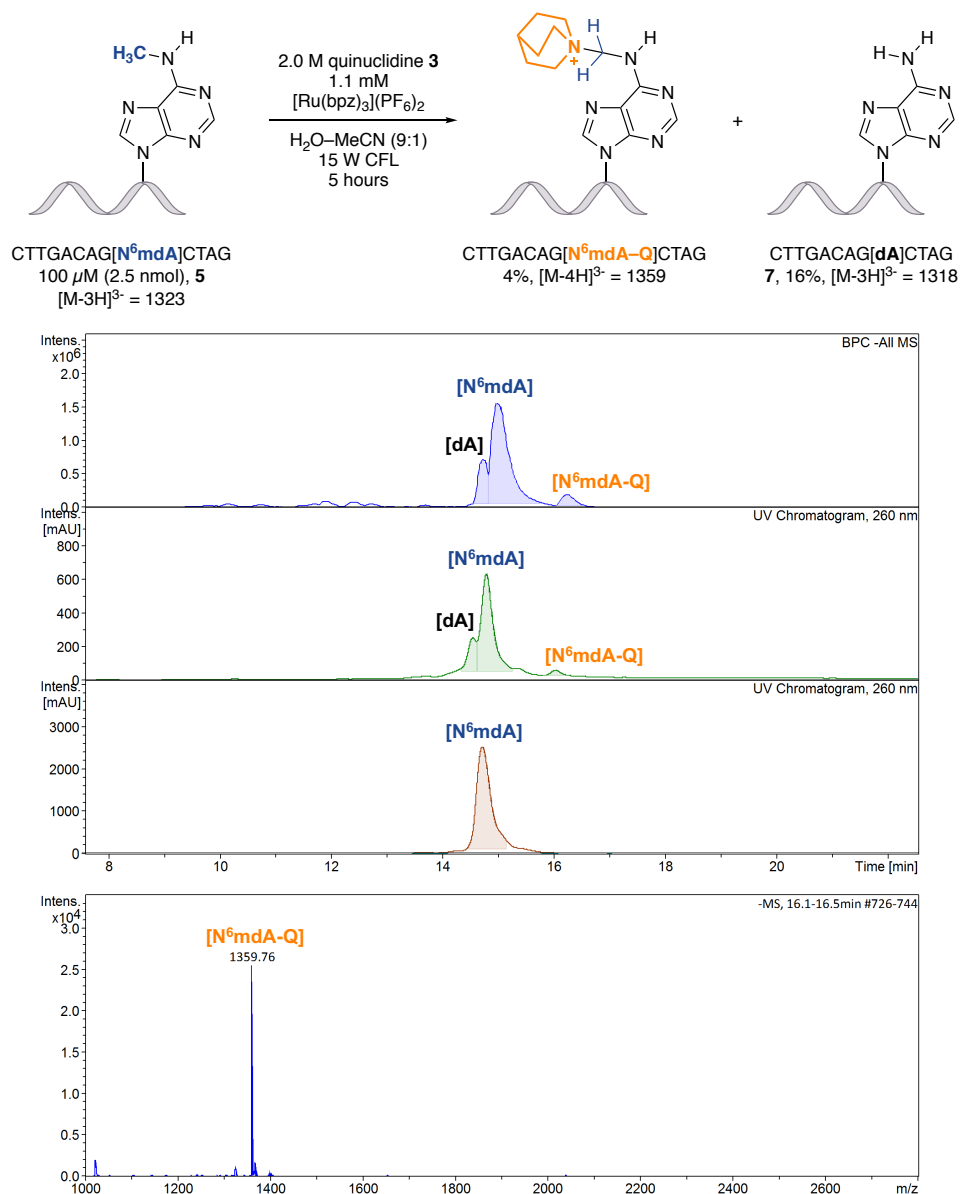 H₃C N H
N N N N
2.0 M quinuclidine 3
1.1 mM
[Ru(bpz)₃](PF₆)₂
H₂O–MeCN (9:1)
15 W CFL
5 hours
N + H H N H
N N N N
+
H N H
N N N N
CTTGACAG[N⁶mdA]CTAG
100 µM (2.5 nmol), 5
[M-3H]³⁻ = 1323
CTTGACAG[N⁶mdA–Q]CTAG
4%, [M-4H]³⁻ = 1359
CTTGACAG[dA]CTAG
7, 16%, [M-3H]³⁻ = 1318
Intens.
x10⁶
BPC -All MS
2.0
1.5
1.0
0.5
0.0
[N⁶mdA]
[dA]
[N⁶mdA-Q]
Intens.
[mAU]
UV Chromatogram, 260 nm
800
600
400
200
0
[N⁶mdA]
[dA]
[N⁶mdA-Q]
Intens.
[mAU]
UV Chromatogram, 260 nm
3000
2000
1000
0
[N⁶mdA]
8 10 12 14 16 18 20 Time [min]
Intens.
x10⁴
-MS, 16.1-16.5min #726-744
3.0
2.5
2.0
1.5
1.0
0.5
0.0
[N⁶mdA-Q]
1359.76
1000 1200 1400 1600 1800 2000 2200 2400 2600 m/z